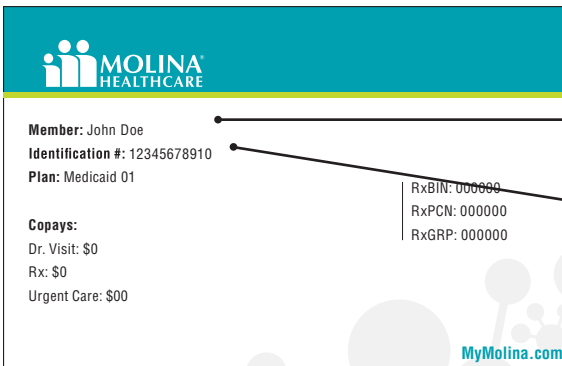 MOLINA®
HEALTHCARE
Member: John Doe
Identification #: 12345678910
Plan: Medicaid 01
Copays:
Dr. Visit: $0
Rx: $0
Urgent Care: $00
RxBIN: 000000
RxPCN: 000000
RxGRP: 000000
MyMolina.com